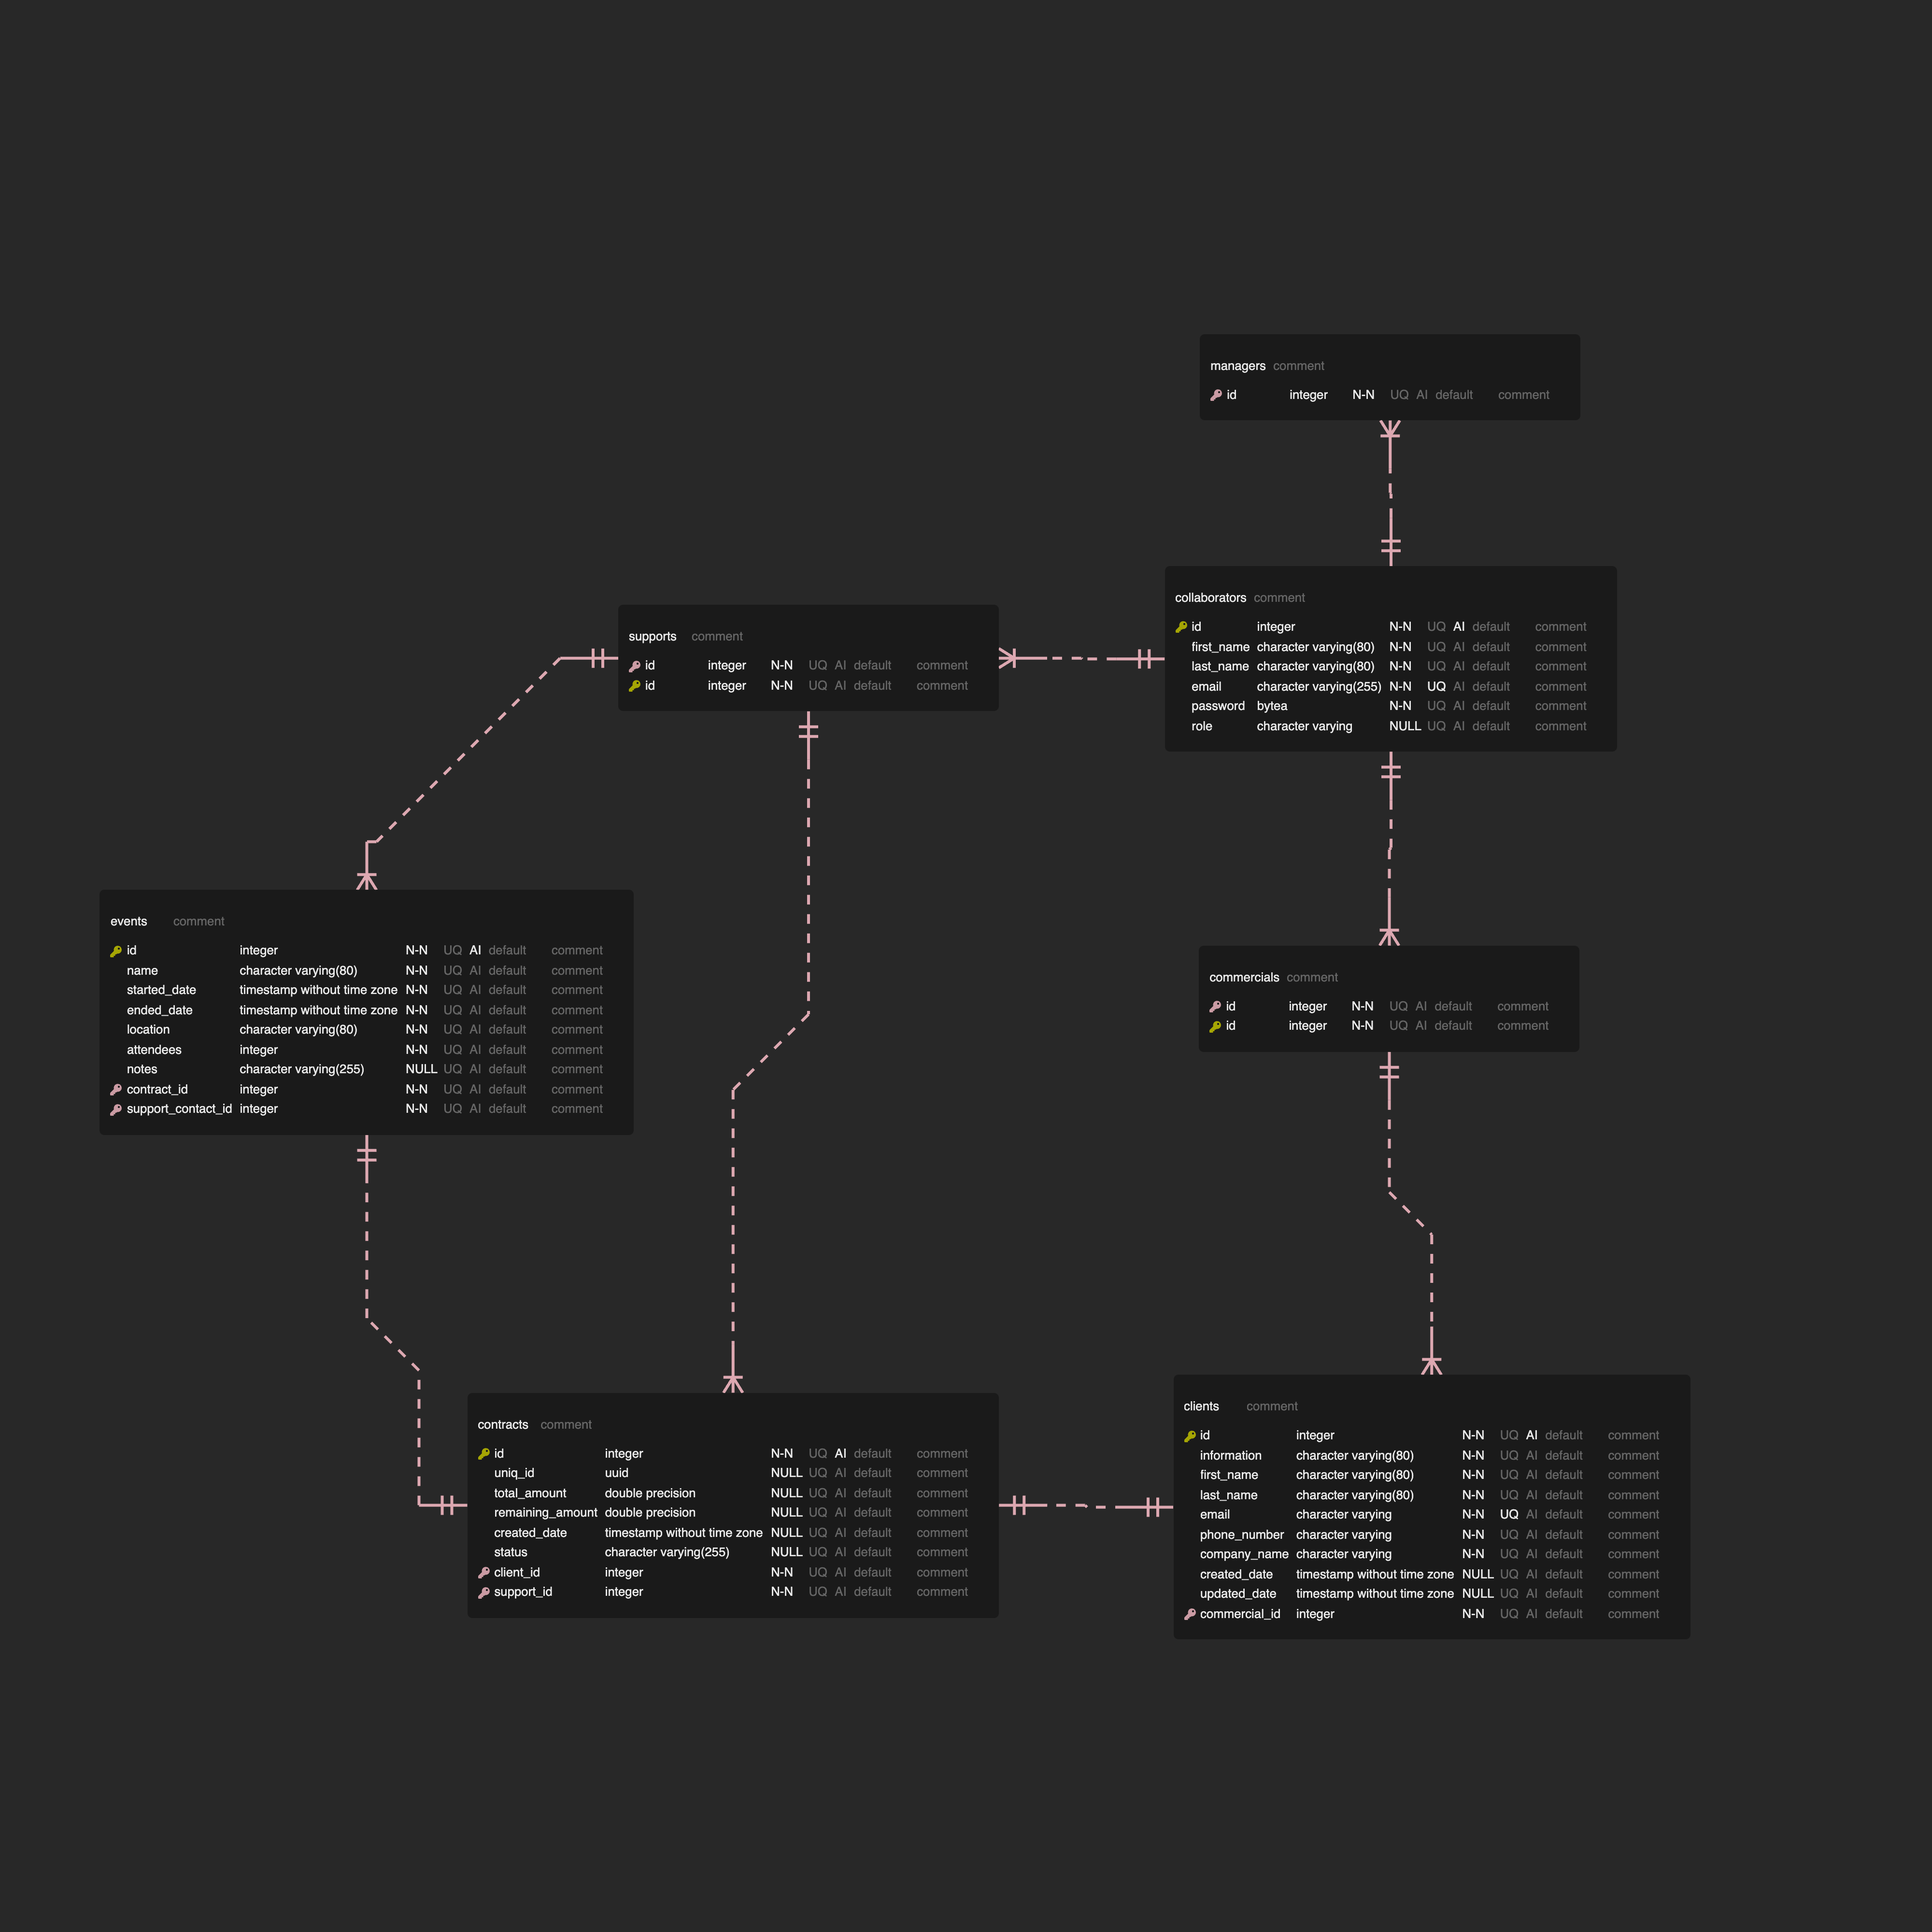 managers comment
id integer N-N UQ AI default comment
collaborators comment
id integer N-N UQ AI default comment
first_name character varying(80) N-N UQ AI default comment
last_name character varying(80) N-N UQ AI default comment
email character varying(255) N-N UQ AI default comment
password bytea N-N UQ AI default comment
role character varying NULL UQ AI default comment
supports comment
id integer N-N UQ AI default comment
id integer N-N UQ AI default comment
events comment
id integer N-N UQ AI default comment
name character varying(80) N-N UQ AI default comment
started_date timestamp without time zone N-N UQ AI default comment
ended_date timestamp without time zone N-N UQ AI default comment
location character varying(80) N-N UQ AI default comment
attendees integer N-N UQ AI default comment
notes character varying(255) NULL UQ AI default comment
contract_id integer N-N UQ AI default comment
support_contact_id integer N-N UQ AI default comment
commercials comment
id integer N-N UQ AI default comment
id integer N-N UQ AI default comment
contracts comment
id integer N-N UQ AI default comment
uniq_id uuid NULL UQ AI default comment
total_amount double precision NULL UQ AI default comment
remaining_amount double precision NULL UQ AI default comment
created_date timestamp without time zone NULL UQ AI default comment
status character varying(255) NULL UQ AI default comment
client_id integer N-N UQ AI default comment
support_id integer N-N UQ AI default comment
clients comment
id integer N-N UQ AI default comment
information character varying(80) N-N UQ AI default comment
first_name character varying(80) N-N UQ AI default comment
last_name character varying(80) N-N UQ AI default comment
email character varying N-N UQ AI default comment
phone_number character varying N-N UQ AI default comment
company_name character varying N-N UQ AI default comment
created_date timestamp without time zone NULL UQ AI default comment
updated_date timestamp without time zone NULL UQ AI default comment
commercial_id integer N-N UQ AI default comment